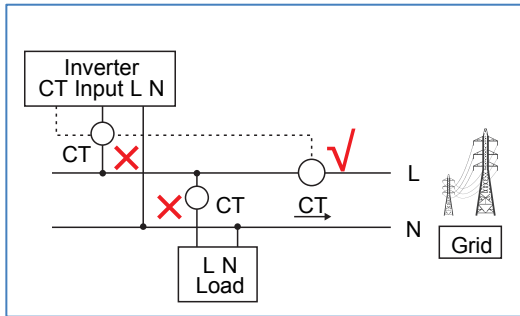 Inverter
CT Input L N
CT
L
CT
CT
N
L N
Load
Grid